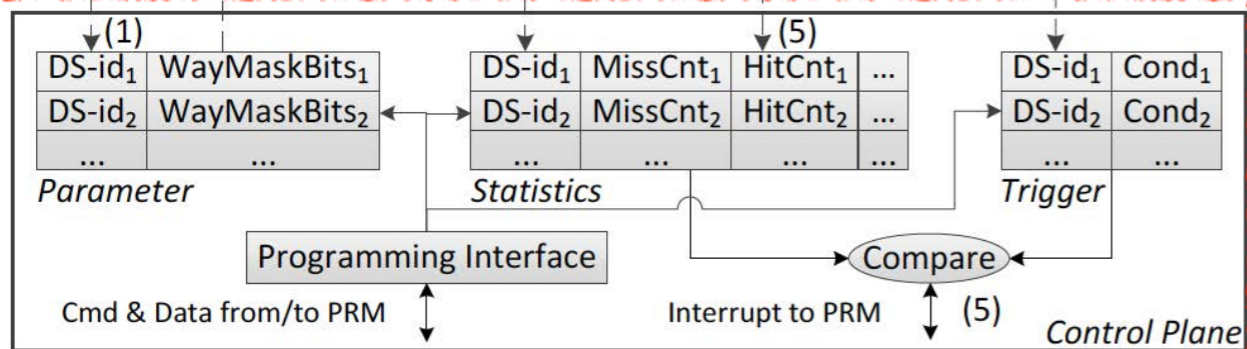 (1) (5)
DS-id₁ WayMaskBits₁ DS-id₁ MissCnt₁ HitCnt₁ ... DS-id₁ Cond₁
DS-id₂ WayMaskBits₂ DS-id₂ MissCnt₂ HitCnt₂ ... DS-id₂ Cond₂
... ... ... ... ... ... ... ...
Parameter Statistics Trigger
Programming Interface Compare
Cmd & Data from/to PRM Interrupt to PRM (5)
Control Plane